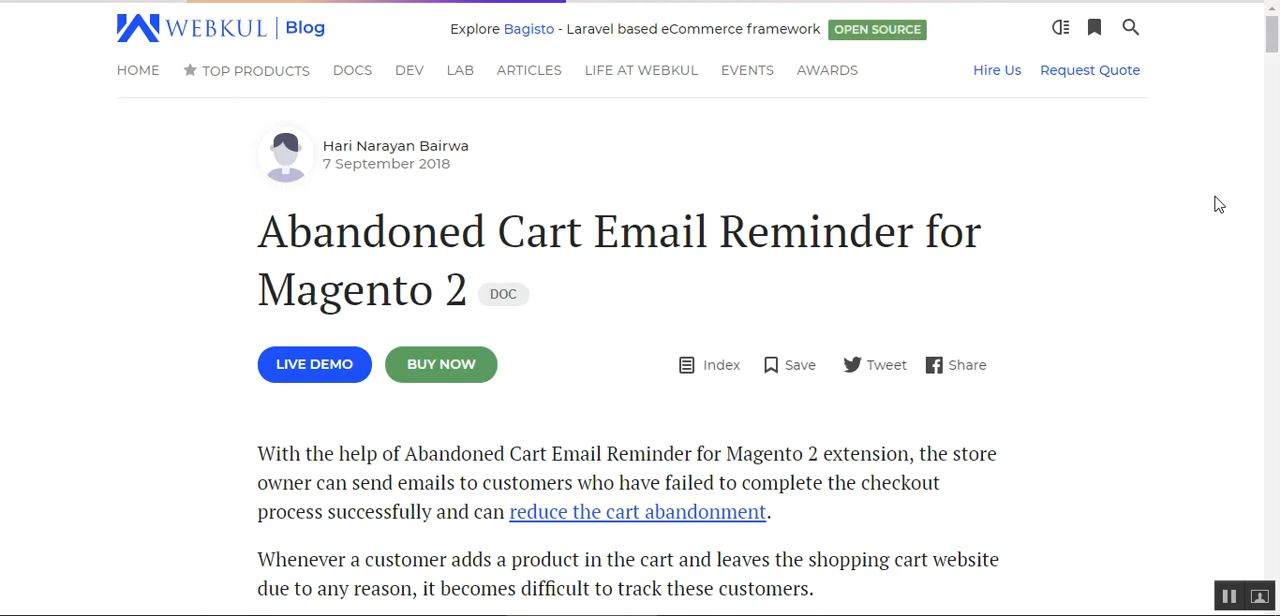 WEBKUL | Blog
Explore Bagisto - Laravel based eCommerce framework OPEN SOURCE
HOME TOP PRODUCTS DOCS DEV LAB ARTICLES LIFE AT WEBKUL EVENTS AWARDS Hire Us Request Quote
Hari Narayan Bairwa
7 September 2018
Abandoned Cart Email Reminder for
Magento 2 DOC
LIVE DEMO BUY NOW Index Save Tweet Share
With the help of Abandoned Cart Email Reminder for Magento 2 extension, the store
owner can send emails to customers who have failed to complete the checkout
process successfully and can reduce the cart abandonment.
Whenever a customer adds a product in the cart and leaves the shopping cart website
due to any reason, it becomes difficult to track these customers.